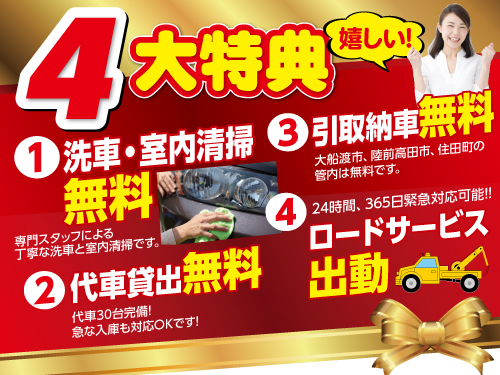 4大特典
嬉しい!
1 洗車・室内清掃
無料
専門スタッフによる
丁寧な洗車と室内清掃です。
2 代車貸出無料
代車30台完備!
急な入庫も対応OKです!
3 引取納車無料
大船渡市、陸前高田市、住田町の
管内は無料です。
4 24時間、365日緊急対応可能!!
ロードサービス
出動